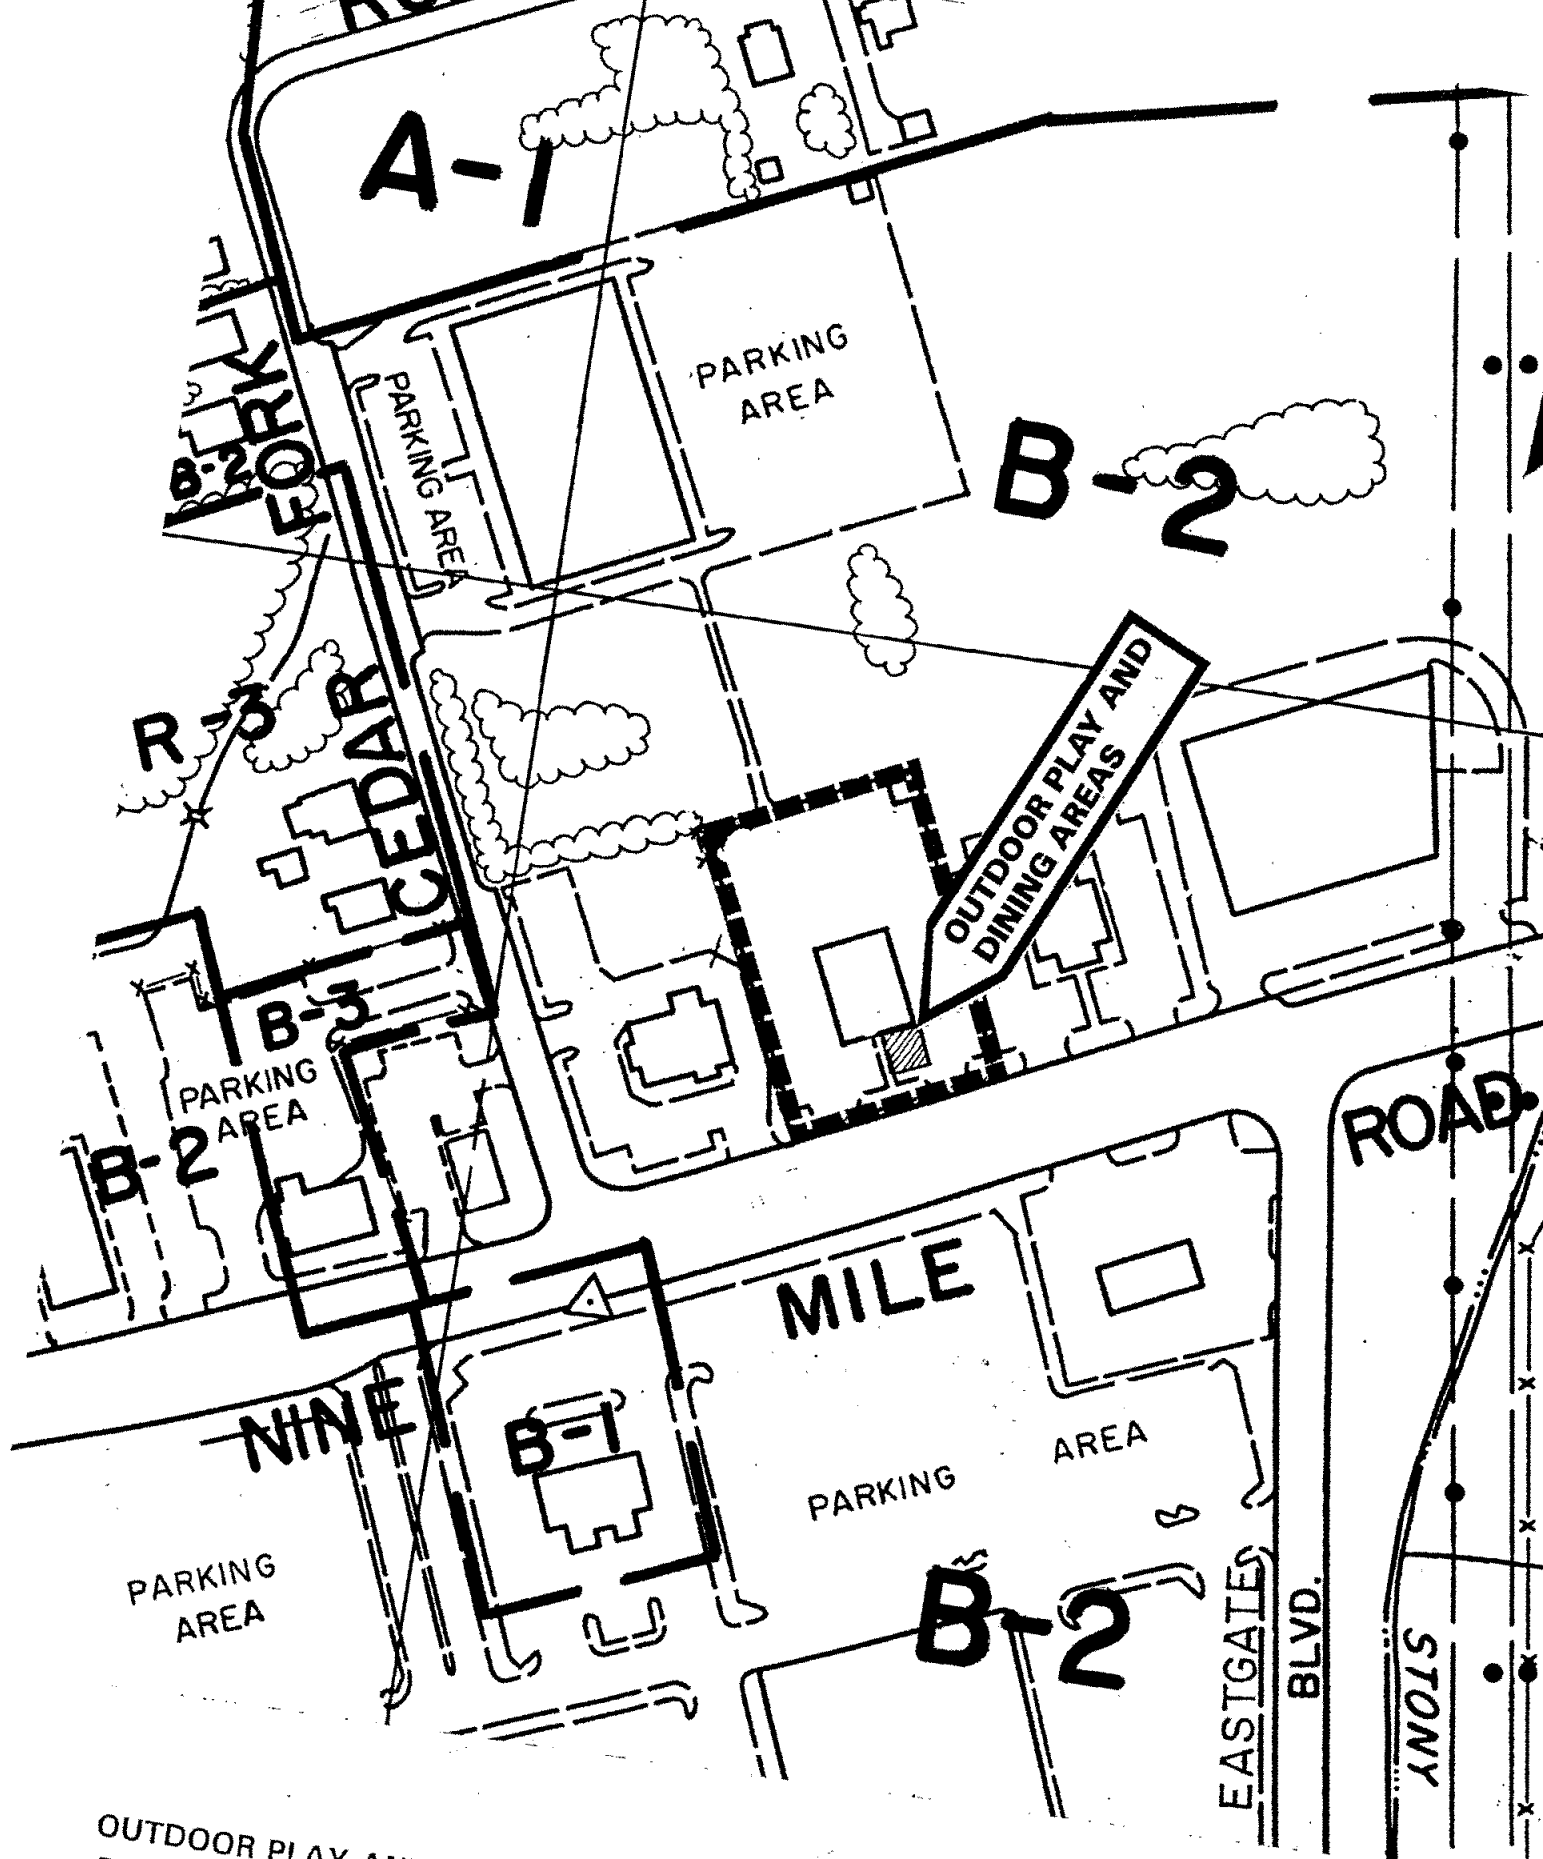 A-1
FORK
PARKING
AREA
PARKING AREA
B-2
B-2
R-3
CEDAR
OUTDOOR PLAY AND
DINING AREAS
B-3
PARKING
AREA
B-2
ROAD
MILE
NINE
B-1
PARKING
AREA
PARKING
AREA
B-2
EASTGATE
BLVD.
STONY
OUTDOOR PLAY